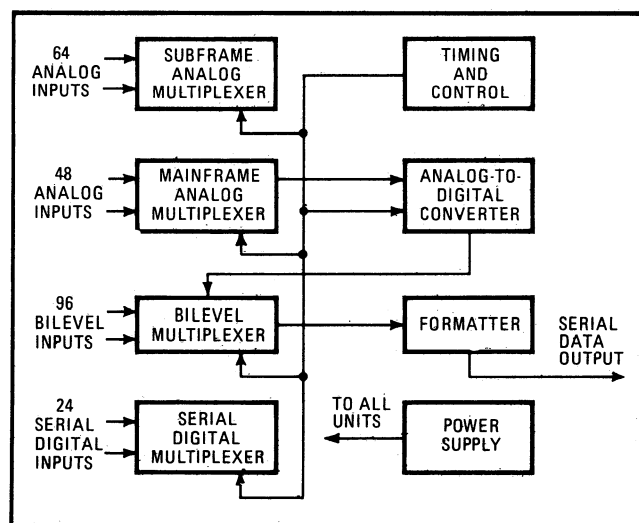 64
ANALOG
INPUTS
SUBFRAME
ANALOG
MULTIPLEXER
TIMING
AND
CONTROL
48
ANALOG
INPUTS
MAINFRAME
ANALOG
MULTIPLEXER
ANALOG-TO-
DIGITAL
CONVERTER
96
BILEVEL
INPUTS
BILEVEL
MULTIPLEXER
FORMATTER
SERIAL
DATA
OUTPUT
24
SERIAL
DIGITAL
INPUTS
SERIAL
DIGITAL
MULTIPLEXER
TO ALL
UNITS
POWER
SUPPLY